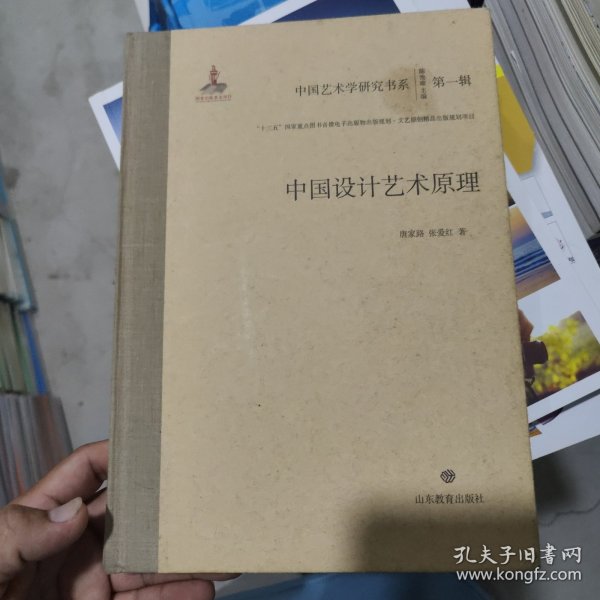 中国艺术学研究书系 第一辑
"十三五"国家重点图书音像电子出版物出版规划·文艺原创精品出版规划项目
中国设计艺术原理
唐家路 张爱红 著
山东教育出版社
孔夫子旧书网
www.kongfz.com